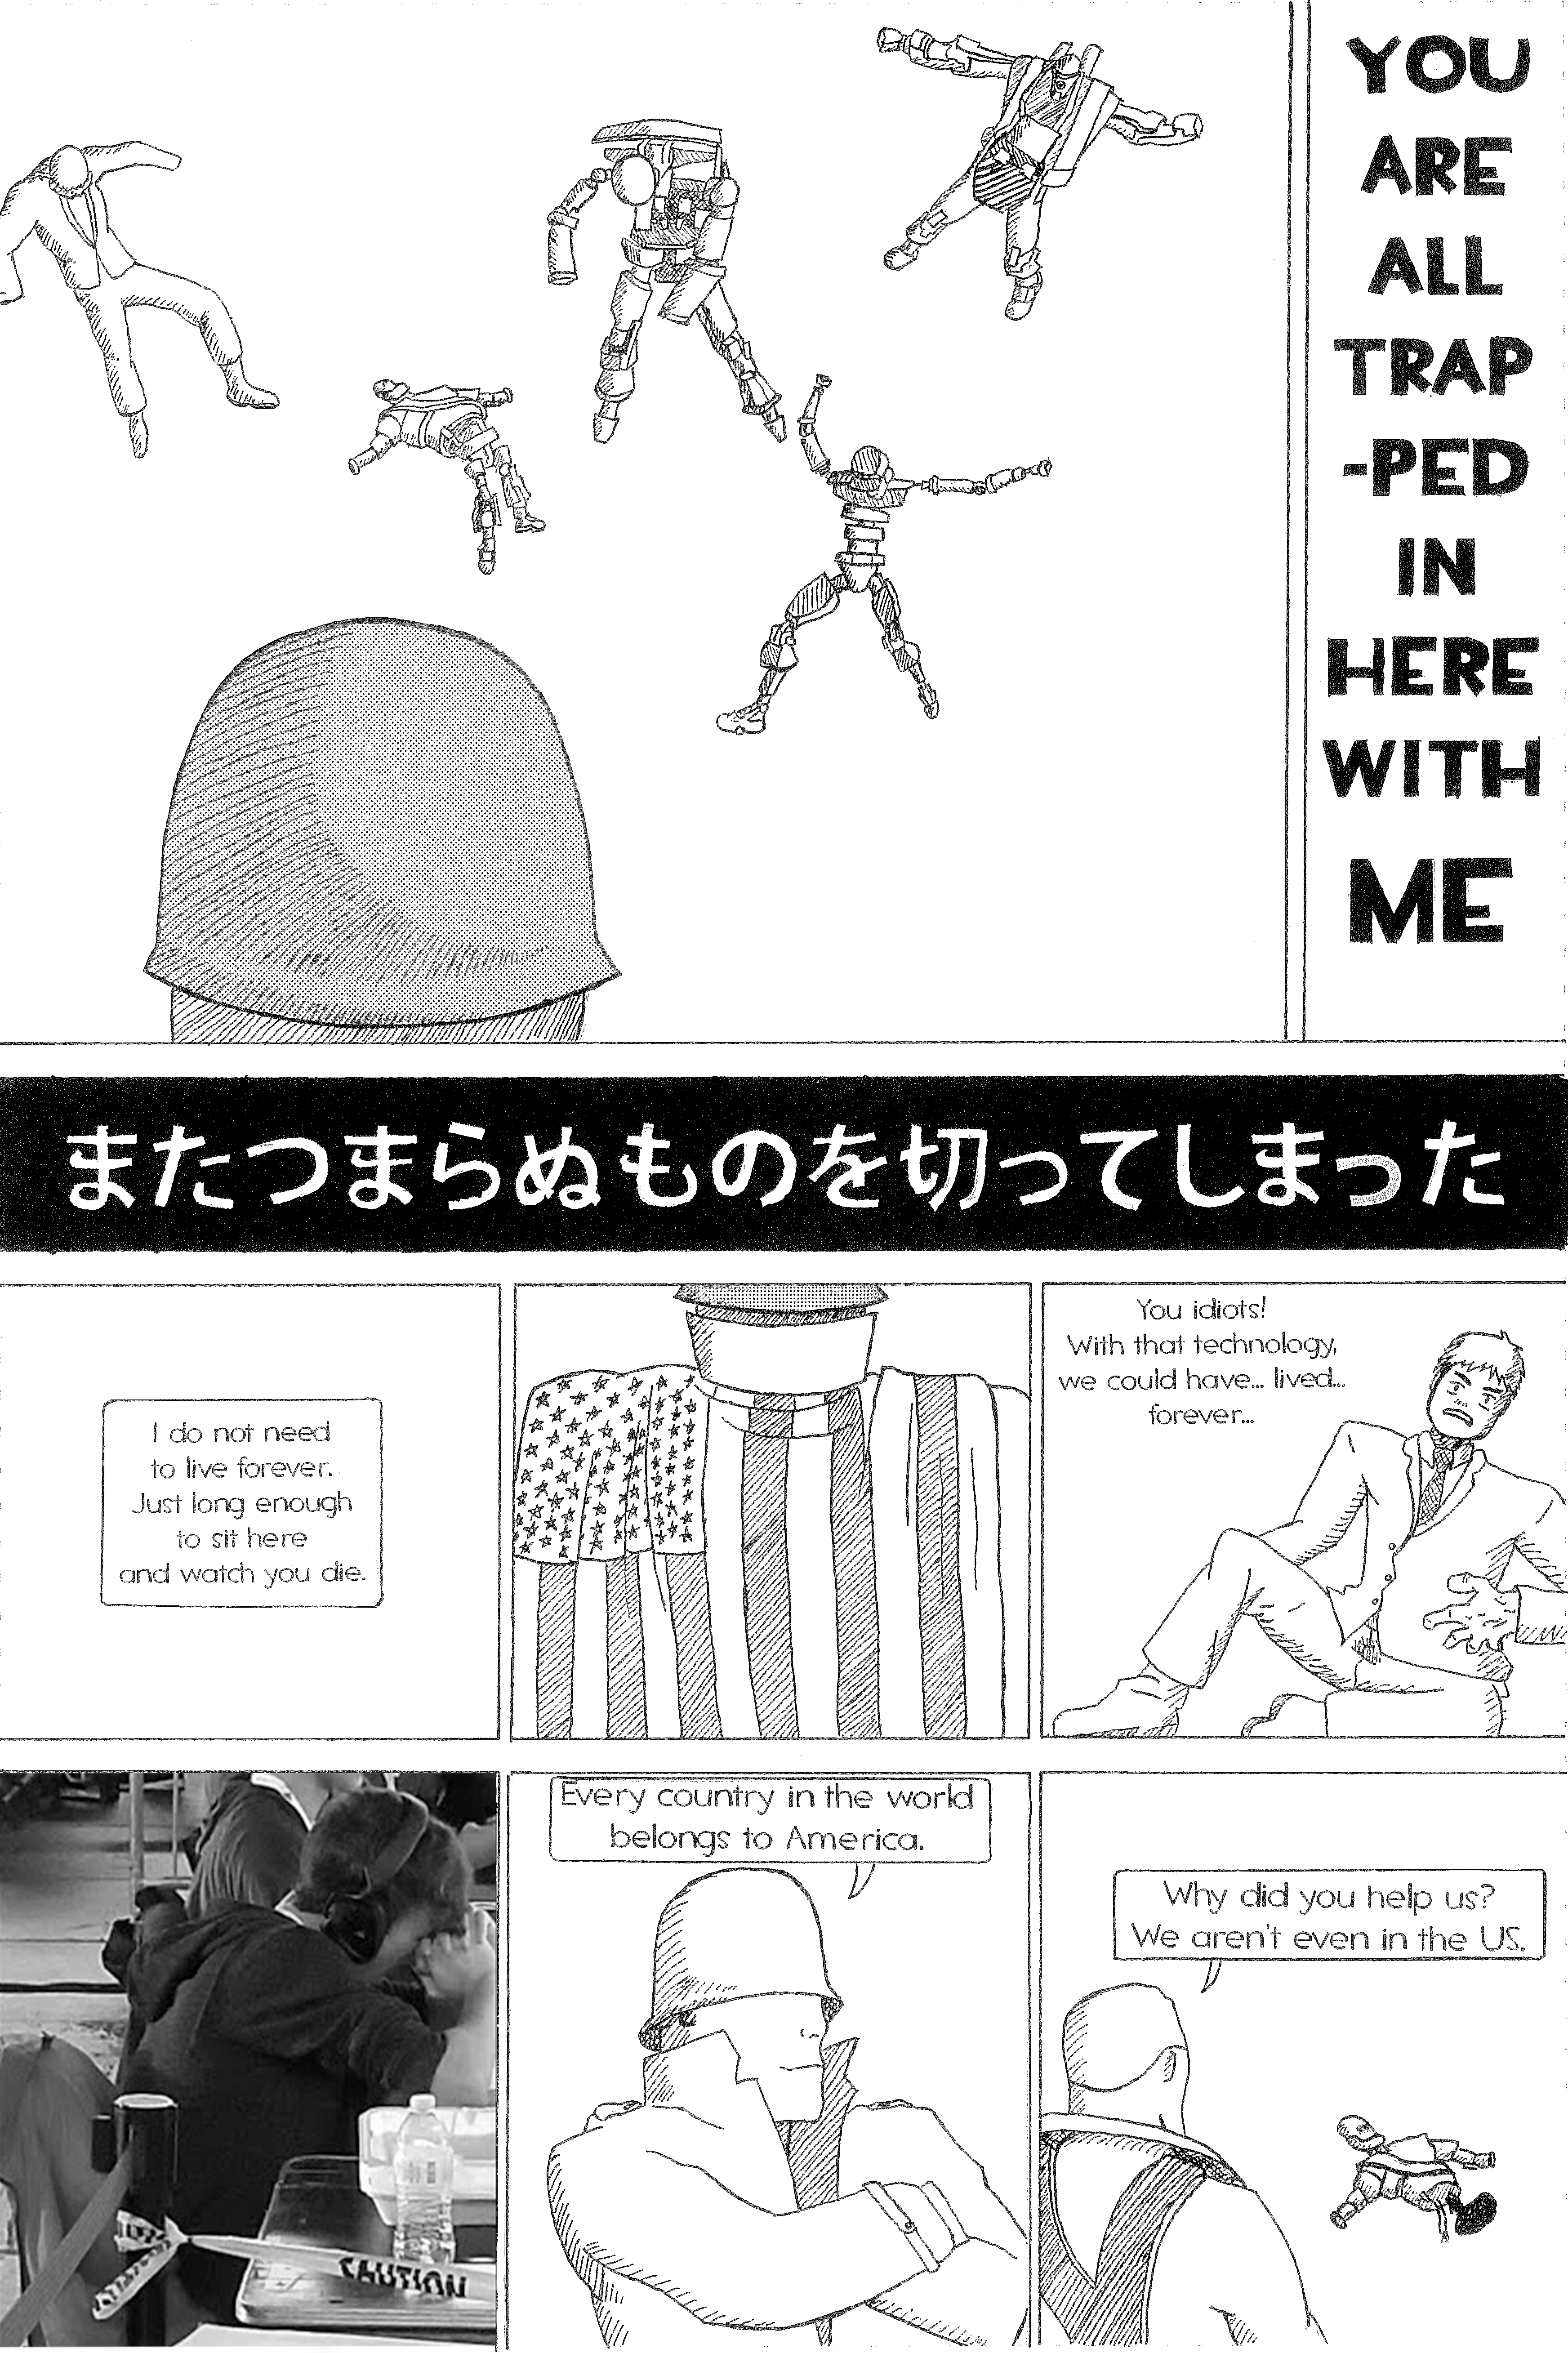 YOU
ARE
ALL
TRAP
-PED
IN
HERE
WITH
ME
またつまらぬものを切ってしまった
You idiots!
With that technology,
we could have... lived...
forever...
I do not need
to live forever.
Just long enough
to sit here
and watch you die.
Why did you help us?
We aren't even in the US.
Every country in the world
belongs to America.
CAUTION